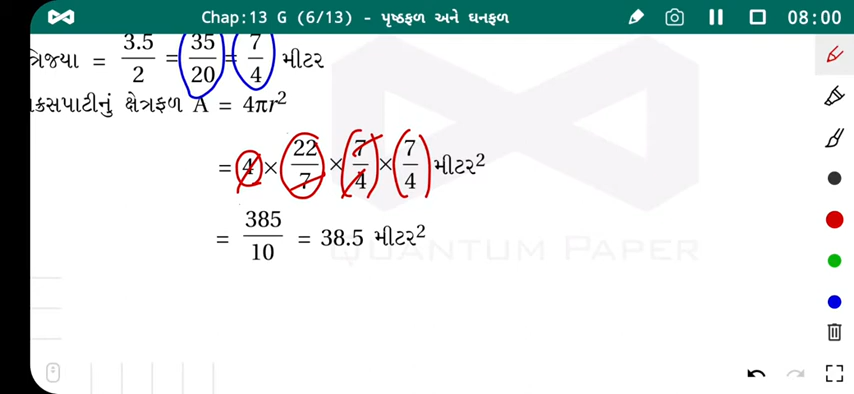 Chap:13 G (6/13) - પૃષ્ઠફળ અને ઘનફળ
08:00
ત્રિજ્યા = 3.5/2 = 35/20 = 7/4 મીટર
ક્રસપાટીનું ક્ષેત્રફળ A = 4πr²
= 4 × 22/7 × 7/4 × 7/4 મીટર²
= 385/10 = 38.5 મીટર²
QUANTUM PAPER